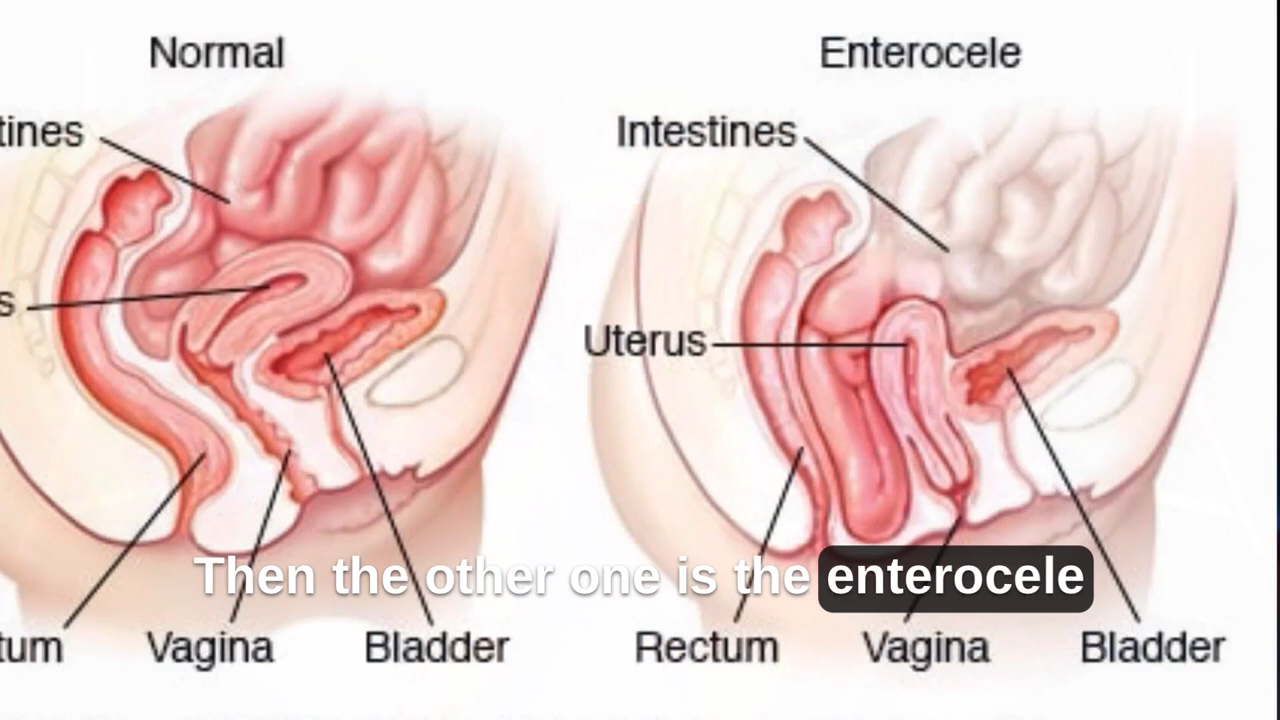 Normal
Enterocele
tines
Intestines
s
Uterus
Then the other one is the enterocele
tum
Vagina
Bladder
Rectum
Vagina
Bladder